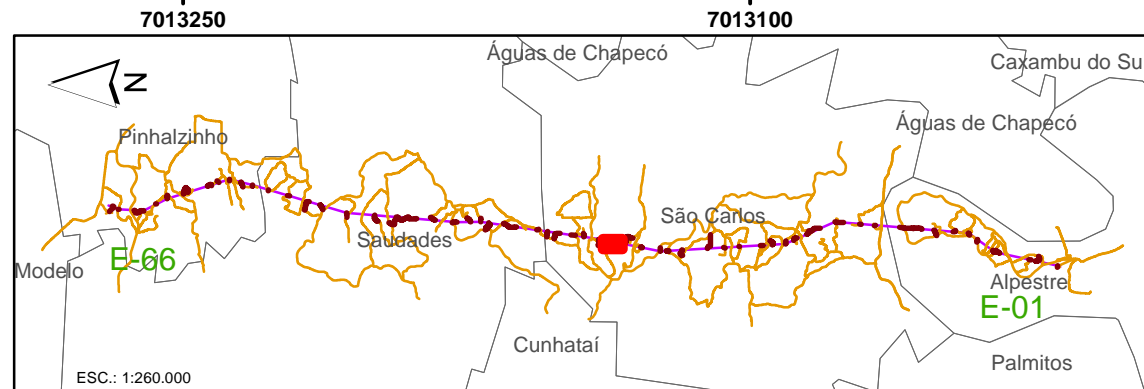 7013250
7013100
Águas de Chapecó
Caxambu do Su
N
Águas de Chapecó
Pinhalzinho
São Carlos
Saudades
E-66
Modelo
Alpestre
E-01
Cunhataí
Palmitos
ESC.: 1:260.000